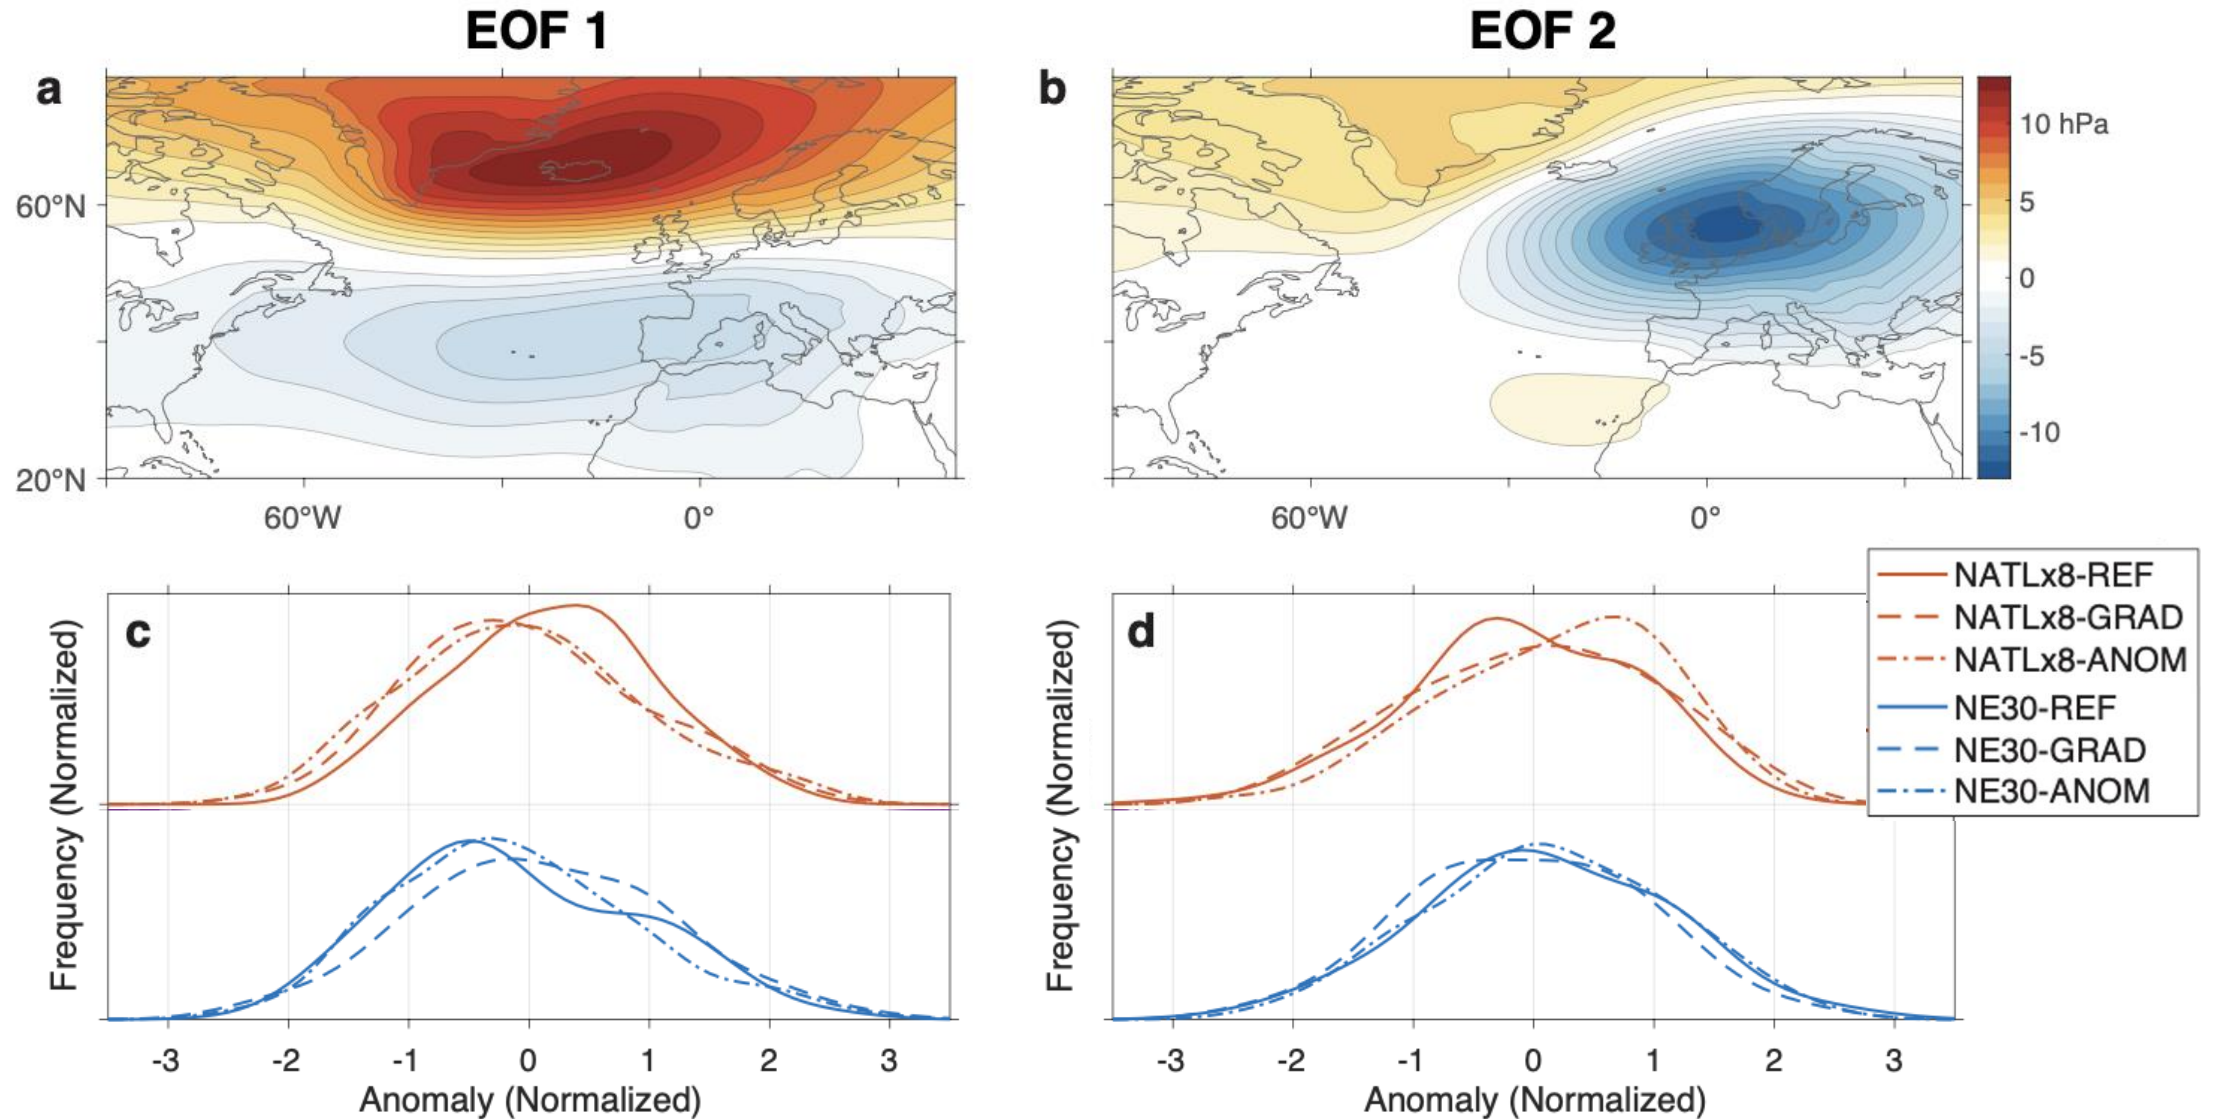 EOF 1
EOF 2
a
b
60°N
20°N
60°W
0°
60°W
0°
10 hPa
5
0
-5
-10
c
d
Frequency (Normalized)
Frequency (Normalized)
NATLx8-REF
NATLx8-GRAD
NATLx8-ANOM
NE30-REF
NE30-GRAD
NE30-ANOM
-3 -2 -1 0 1 2 3
-3 -2 -1 0 1 2 3
Anomaly (Normalized)
Anomaly (Normalized)